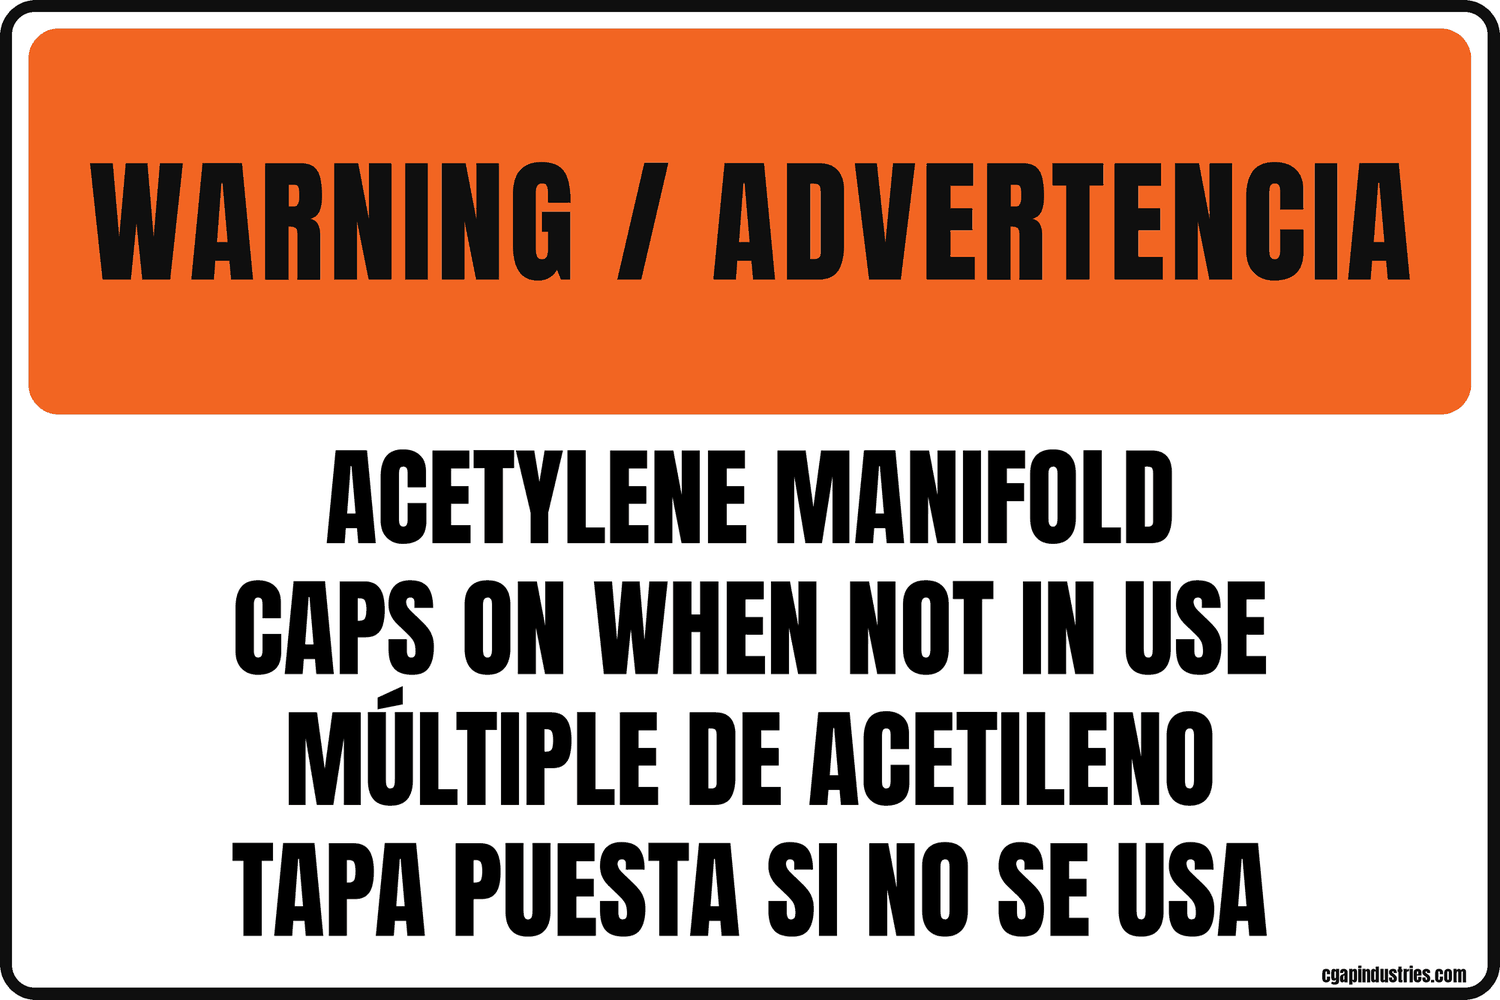 WARNING / ADVERTENCIA
ACETYLENE MANIFOLD
CAPS ON WHEN NOT IN USE
MÚLTIPLE DE ACETILENO
TAPA PUESTA SI NO SE USA
cgapindustries.com